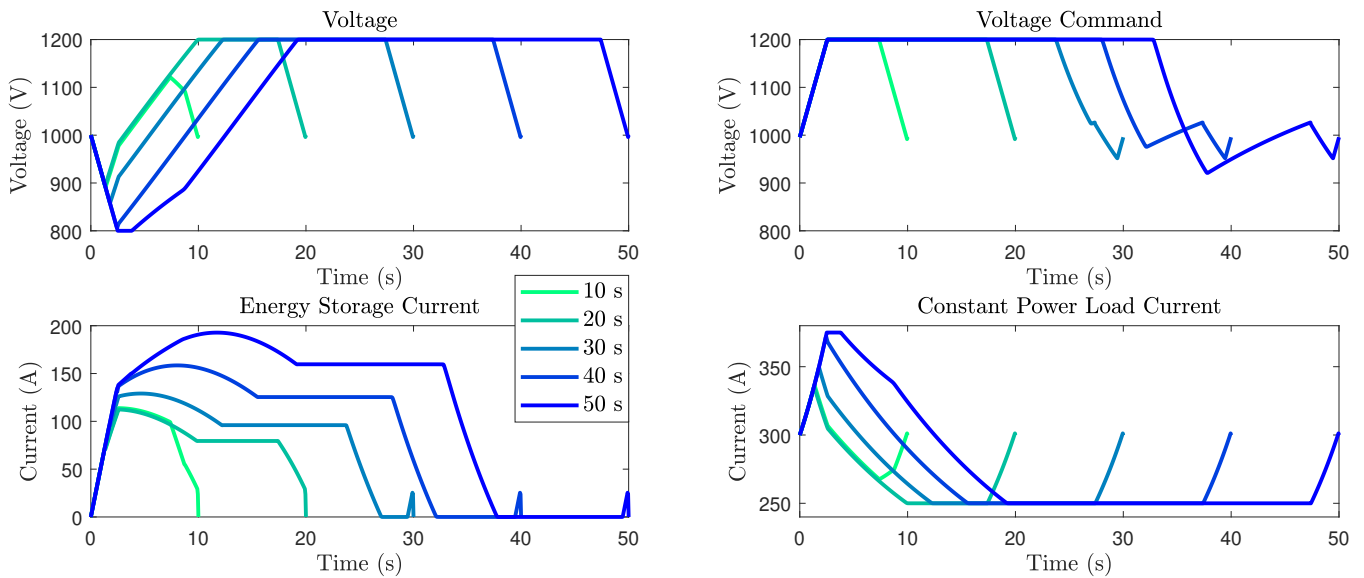 Voltage
Voltage (V)
1200
1100
1000
900
800
0 10 20 30 40 50
Time (s)
Voltage Command
Voltage (V)
1200
1100
1000
900
800
0 10 20 30 40 50
Time (s)
Energy Storage Current
Current (A)
200
150
100
50
0
0 10 20 30 40 50
Time (s)
10 s
20 s
30 s
40 s
50 s
Constant Power Load Current
Current (A)
350
300
250
0 10 20 30 40 50
Time (s)